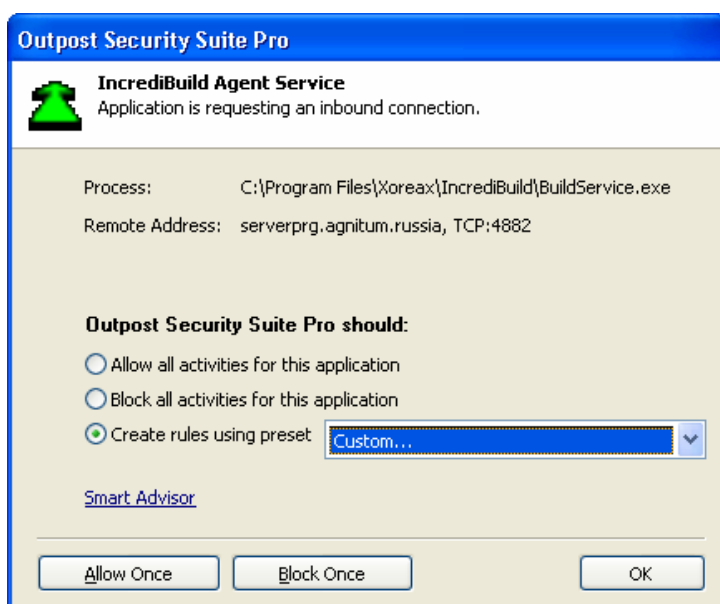 Outpost Security Suite Pro
IncrediBuild Agent Service
Application is requesting an inbound connection.
Process: C:\Program Files\Xoreax\IncrediBuild\BuildService.exe
Remote Address: serverprg.agnitum.russia, TCP:4882
Outpost Security Suite Pro should:
Allow all activities for this application
Block all activities for this application
Create rules using preset Custom...
Smart Advisor
Allow Once Block Once OK